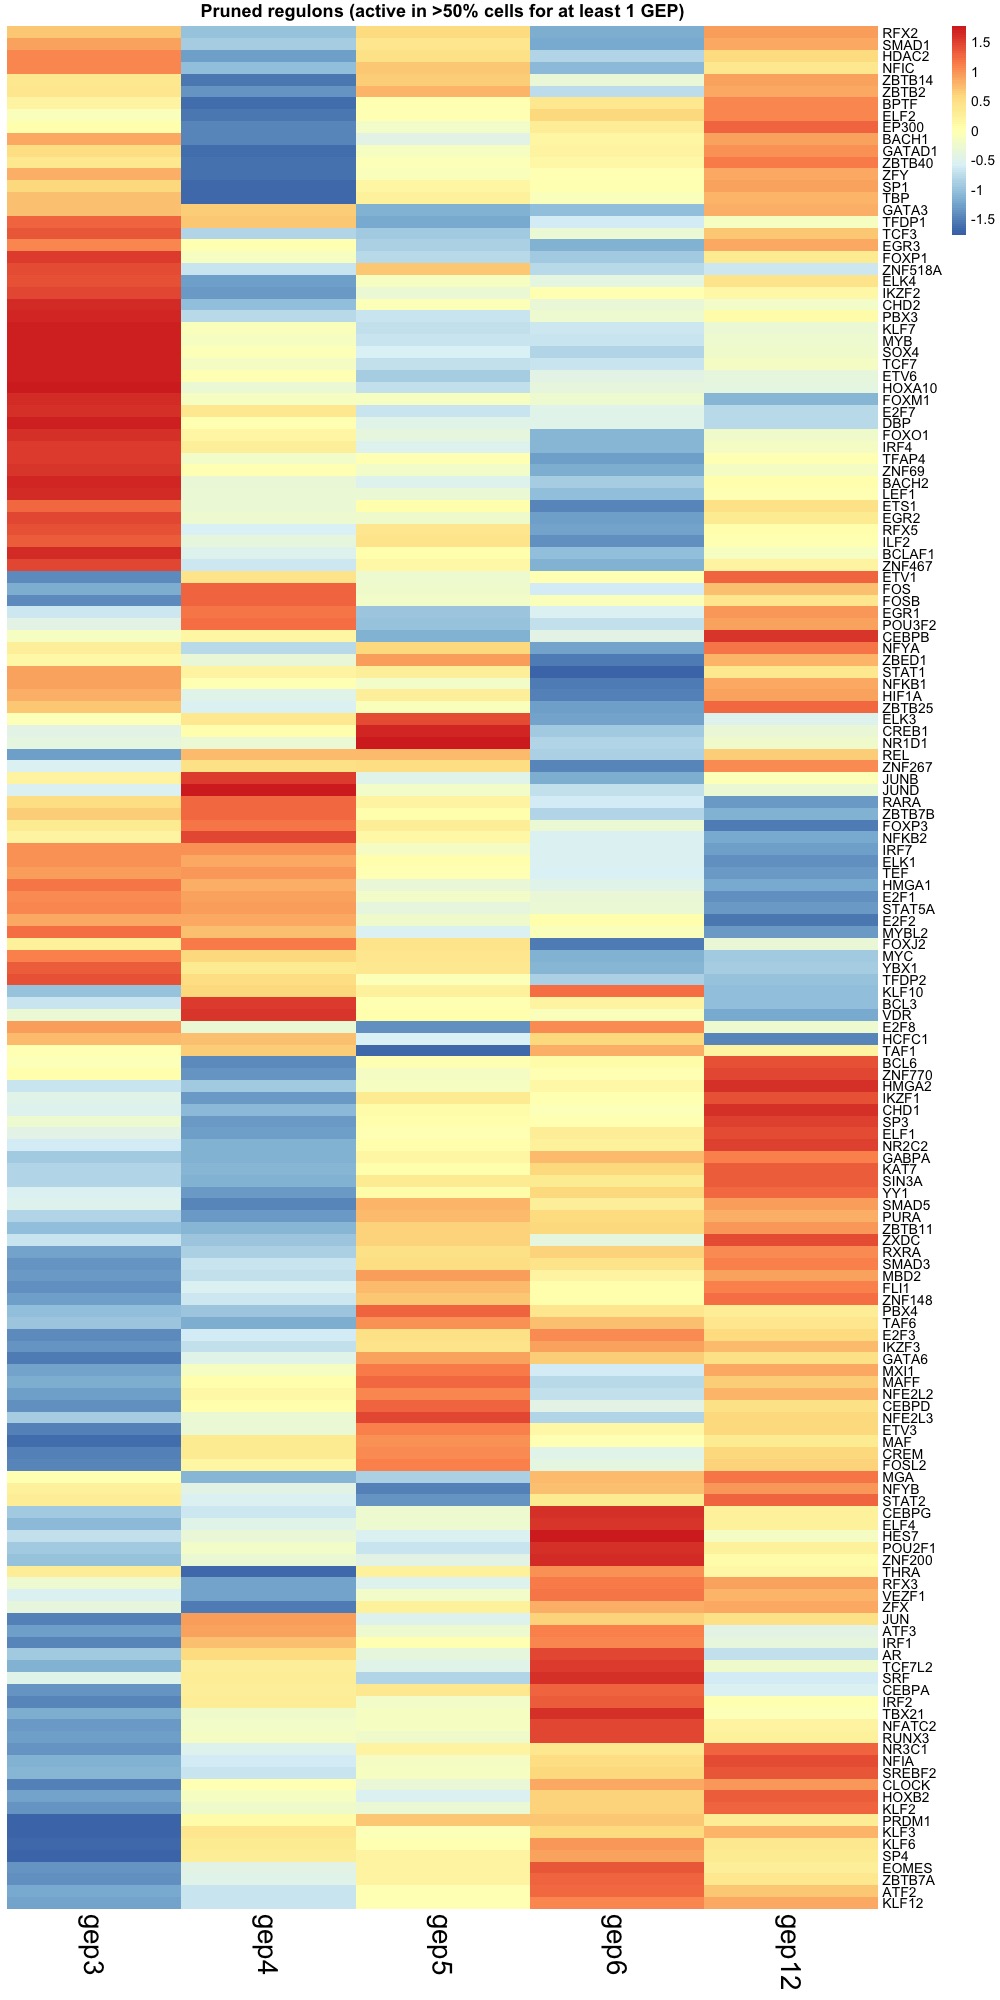 Pruned regulons (active in >50% cells for at least 1 GEP)
RFX2
SMAD1
HDAC2
NFIC
ZBTB14
ZBTB2
BPTF
ELF2
EP300
BACH1
GATAD1
ZBTB40
ZFY
SP1
TBP
GATA3
TFDP1
TCF3
EGR3
FOXP1
ZNF518A
ELK4
IKZF2
CHD2
PBX3
KLF7
MYB
SOX4
TCF7
ETV6
HOXA10
FOXM1
E2F7
DBP
FOXO1
IRF4
TFAP4
ZNF69
BACH2
LEF1
ETS1
EGR2
RFX5
ILF2
BCLAF1
ZNF467
ETV1
FOS
FOSB
EGR1
POU3F2
CEBPB
NFYA
ZBED1
STAT1
NFKB1
HIF1A
ZBTB25
ELK3
CREB1
NR1D1
REL
ZNF267
JUNB
JUND
RARA
ZBTB7B
FOXP3
NFKB2
IRF7
ELK1
TEF
HMGA1
E2F1
STAT5A
E2F2
MYBL2
FOXJ2
MYC
YBX1
TFDP2
KLF10
BCL3
VDR
E2F8
HCFC1
TAF1
BCL6
ZNF770
HMGA2
IKZF1
CHD1
SP3
ELF1
NR2C2
GABPA
KAT7
SIN3A
YY1
SMAD5
PURA
ZBTB11
ZXDC
RXRA
SMAD3
MBD2
FLI1
ZNF148
PBX4
TAF6
E2F3
IKZF3
GATA6
MXI1
MAFF
NFE2L2
CEBPD
NFE2L3
ETV3
MAF
CREM
FOSL2
MGA
NFYB
STAT2
CEBPG
ELF4
HES7
POU2F1
ZNF200
THRA
RFX3
VEZF1
ZFX
JUN
ATF3
IRF1
AR
TCF7L2
SRF
CEBPA
IRF2
TBX21
NFATC2
RUNX3
NR3C1
NFIA
SREBF2
CLOCK
HOXB2
KLF2
PRDM1
KLF3
KLF6
SP4
EOMES
ZBTB7A
ATF2
KLF12
1.5
1
0.5
0
-0.5
-1
-1.5
gep3
gep4
gep5
gep6
gep12